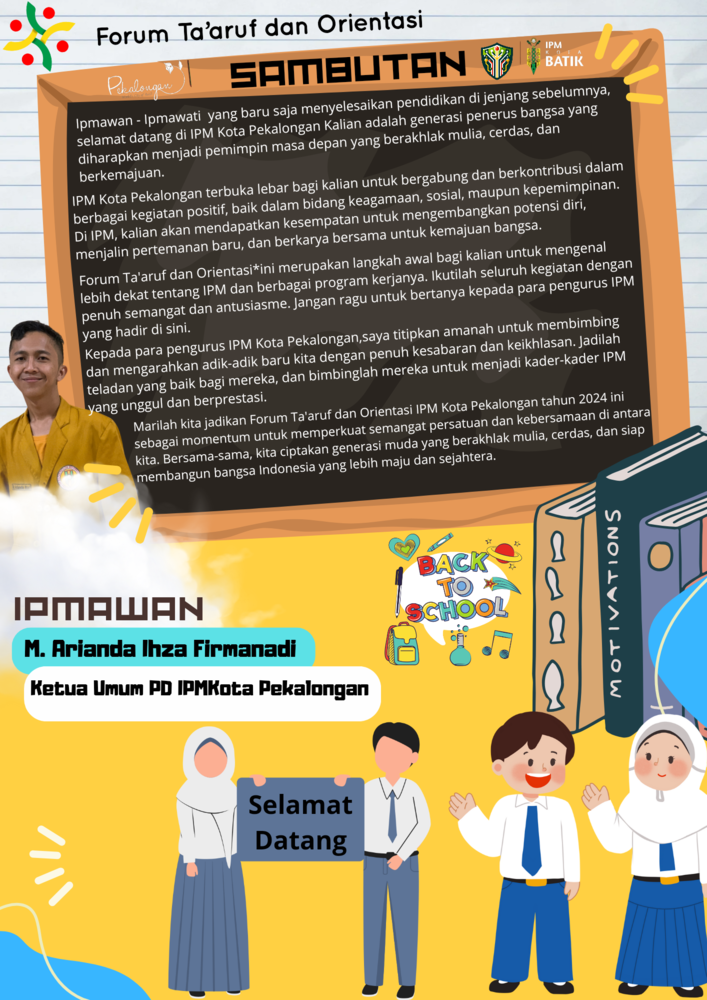 Forum Ta'aruf dan Orientasi
Pekalongan
SAMBUTAN
IPM
KOTA
BATIK
Ipmawan - Ipmawati yang baru saja menyelesaikan pendidikan di jenjang sebelumnya,
selamat datang di IPM Kota Pekalongan Kalian adalah generasi penerus bangsa yang
diharapkan menjadi pemimpin masa depan yang berakhlak mulia, cerdas, dan
berkemajuan.
IPM Kota Pekalongan terbuka lebar bagi kalian untuk bergabung dan berkontribusi dalam
berbagai kegiatan positif, baik dalam bidang keagamaan, sosial, maupun kepemimpinan.
Di IPM, kalian akan mendapatkan kesempatan untuk mengembangkan potensi diri,
menjalin pertemanan baru, dan berkarya bersama untuk kemajuan bangsa.
Forum Ta'aruf dan Orientasi*ini merupakan langkah awal bagi kalian untuk mengenal
lebih dekat tentang IPM dan berbagai program kerjanya. Ikutilah seluruh kegiatan dengan
penuh semangat dan antusiasme. Jangan ragu untuk bertanya kepada para pengurus IPM
yang hadir di sini.
Kepada para pengurus IPM Kota Pekalongan,saya titipkan amanah untuk membimbing
dan mengarahkan adik-adik baru kita dengan penuh kesabaran dan keikhlasan. Jadilah
teladan yang baik bagi mereka, dan bimbinglah mereka untuk menjadi kader-kader IPM
yang unggul dan berprestasi.
Marilah kita jadikan Forum Ta'aruf dan Orientasi IPM Kota Pekalongan tahun 2024 ini
sebagai momentum untuk memperkuat semangat persatuan dan kebersamaan di antara
kita. Bersama-sama, kita ciptakan generasi muda yang berakhlak mulia, cerdas, dan siap
membangun bangsa Indonesia yang lebih maju dan sejahtera.
MOTIVATIONS
BACK
TO
SCHOOL
IPMAWAN
M. Arianda Ihza Firmanadi
Ketua Umum PD IPMKota Pekalongan
Selamat
Datang